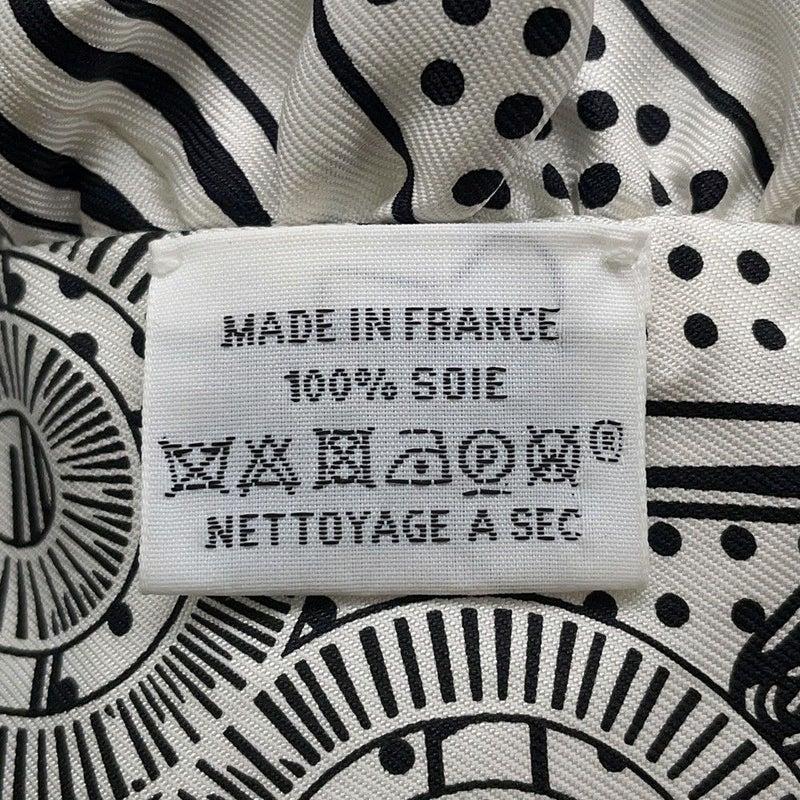 MADE IN FRANCE
100% SOIE
P W ®
NETTOYAGE A SEC